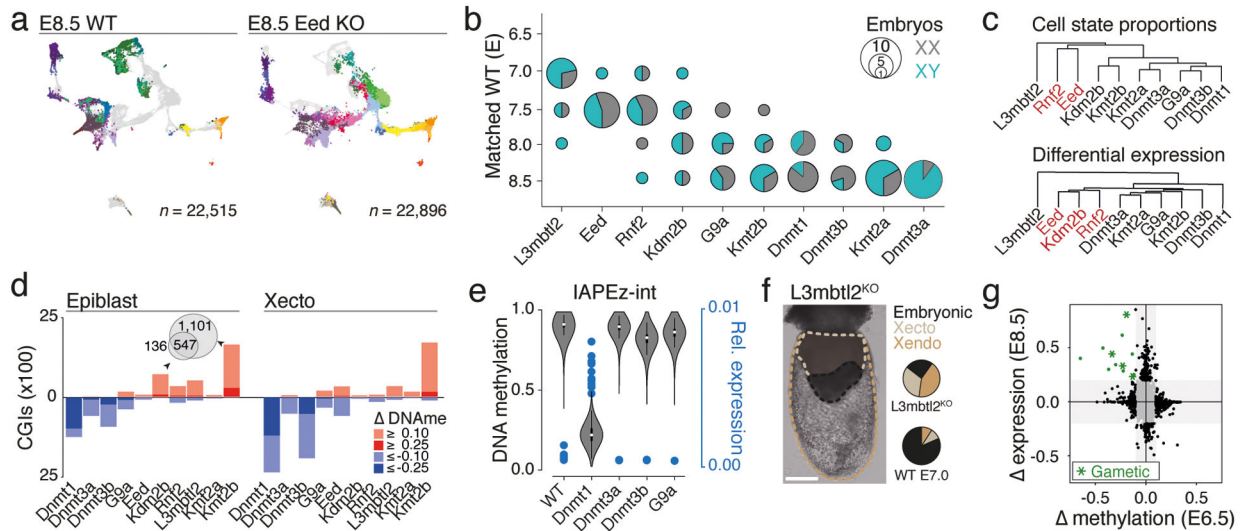 a
E8.5 WT
E8.5 Eed KO
n = 22,515
n = 22,896
b
Matched WT (E)
6.5
7.0
7.5
8.0
8.5
Embryos
10
5
1
XX
XY
L3mbtl2
Eed
Rnf2
Kdm2b
G9a
Kmt2b
Dnmt1
Dnmt3b
Kmt2a
Dnmt3a
c
Cell state proportions
L3mbtl2
Rnf2
Eed
Kdm2b
Kmt2b
Kmt2a
Dnmt3a
G9a
Dnmt3b
Dnmt1
Differential expression
L3mbtl2
Eed
Kdm2b
Rnf2
Dnmt3a
Kmt2a
G9a
Kmt2b
Dnmt3b
Dnmt1
d
Epiblast
Xecto
CGIs (x100)
25
0
25
136
547
1,101
Δ DNAme
≥ 0.10
≥ 0.25
≤-0.10
≤-0.25
Dnmt1
Dnmt3a
Dnmt3b
G9a
Eed
Kdm2b
Rnf2
L3mbtl2
Kmt2a
Kmt2b
Dnmt1
Dnmt3a
Dnmt3b
G9a
Eed
Kdm2b
Rnf2
L3mbtl2
Kmt2a
Kmt2b
e
IAPEz-int
DNA methylation
1.0
0.5
0.0
0.01
0.00
Rel. expression
WT
Dnmt1
Dnmt3a
Dnmt3b
G9a
f
L3mbtl2KO
Embryonic
Xecto
Xendo
L3mbtl2KO
WT E7.0
g
Δ expression (E8.5)
0.5
0.0
-0.5
* Gametic
-0.5
0.0
0.5
Δ methylation (E6.5)